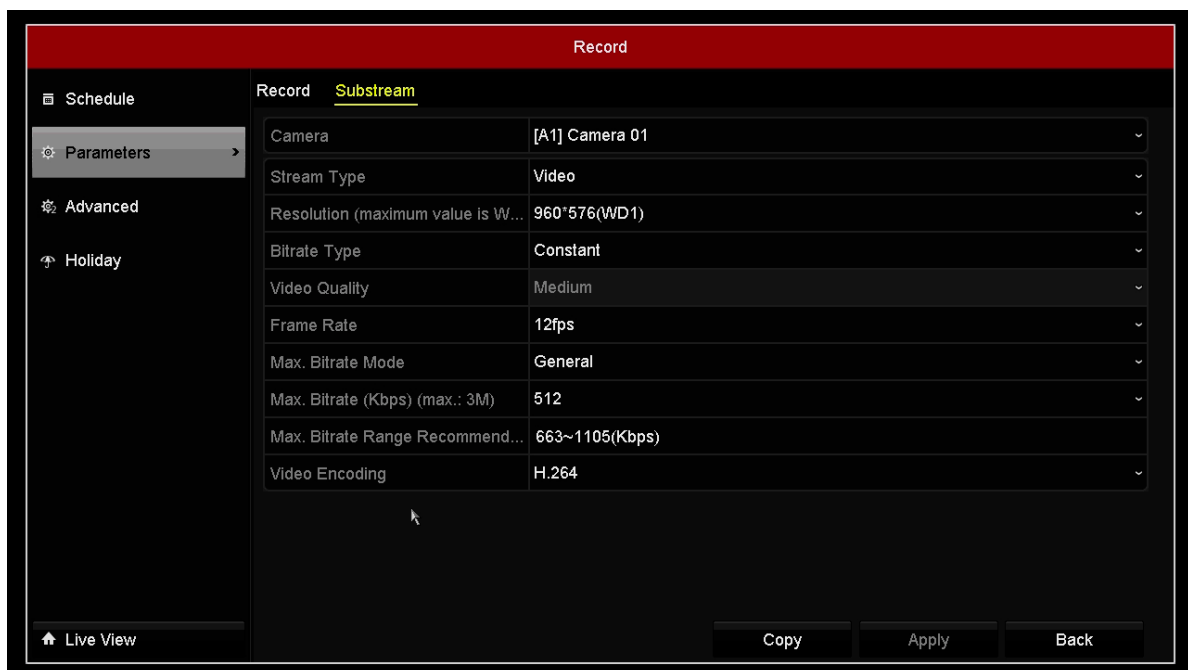 Record
Schedule
Parameters
Advanced
Holiday
Live View
Record Substream
Camera [A1] Camera 01
Stream Type Video
Resolution (maximum value is W... 960*576(WD1)
Bitrate Type Constant
Video Quality Medium
Frame Rate 12fps
Max. Bitrate Mode General
Max. Bitrate (Kbps) (max.: 3M) 512
Max. Bitrate Range Recommend... 663~1105(Kbps)
Video Encoding H.264
Copy Apply Back